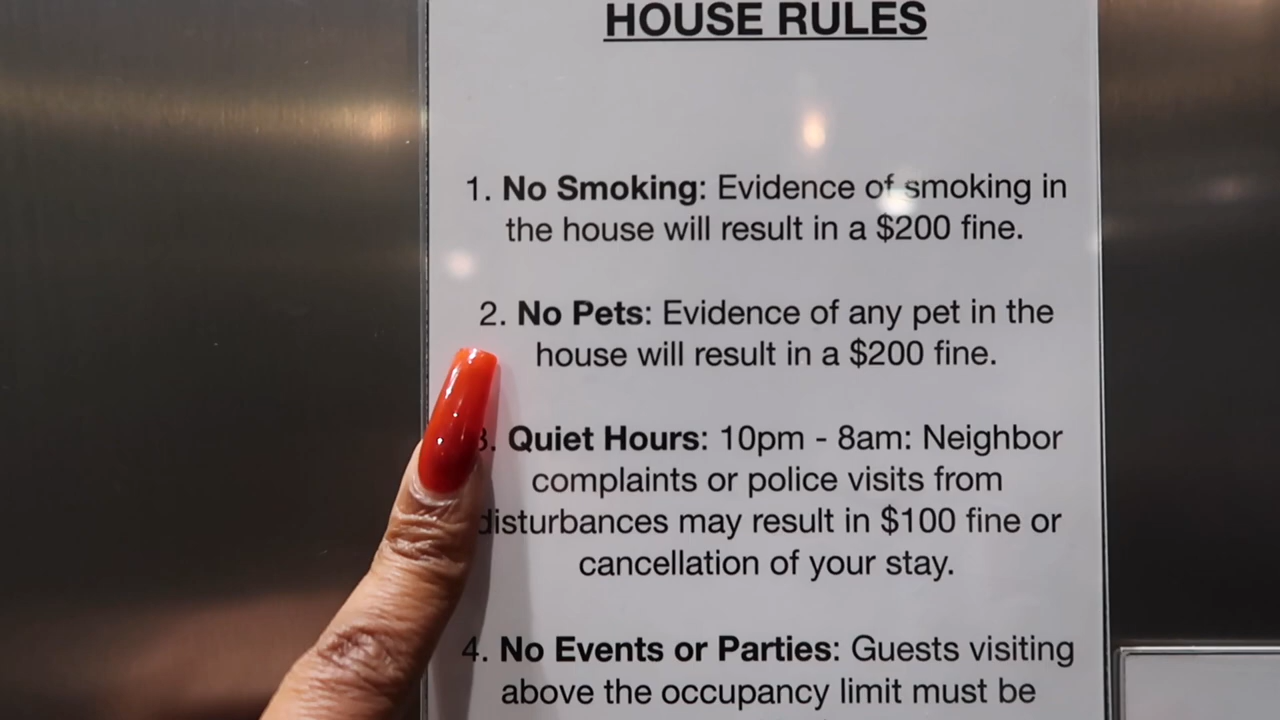 HOUSE RULES
1. No Smoking: Evidence of smoking in
the house will result in a $200 fine.
2. No Pets: Evidence of any pet in the
house will result in a $200 fine.
3. Quiet Hours: 10pm - 8am: Neighbor
complaints or police visits from
disturbances may result in $100 fine or
cancellation of your stay.
4. No Events or Parties: Guests visiting
above the occupancy limit must be